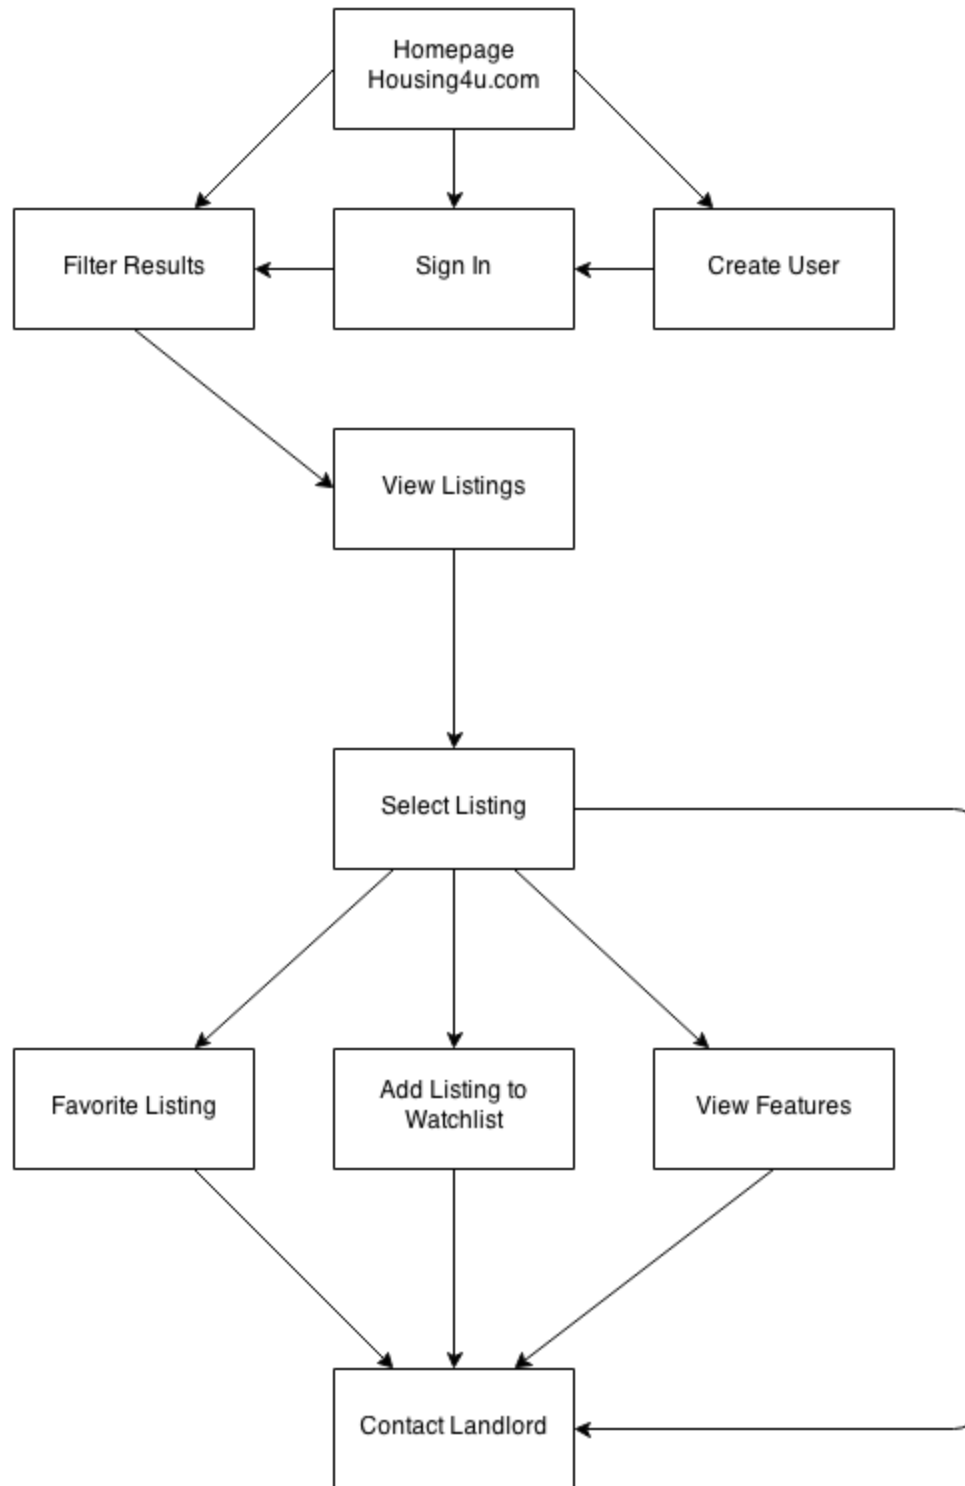 Homepage
Housing4u.com
Filter Results
Sign In
Create User
View Listings
Select Listing
Favorite Listing
Add Listing to
Watchlist
View Features
Contact Landlord